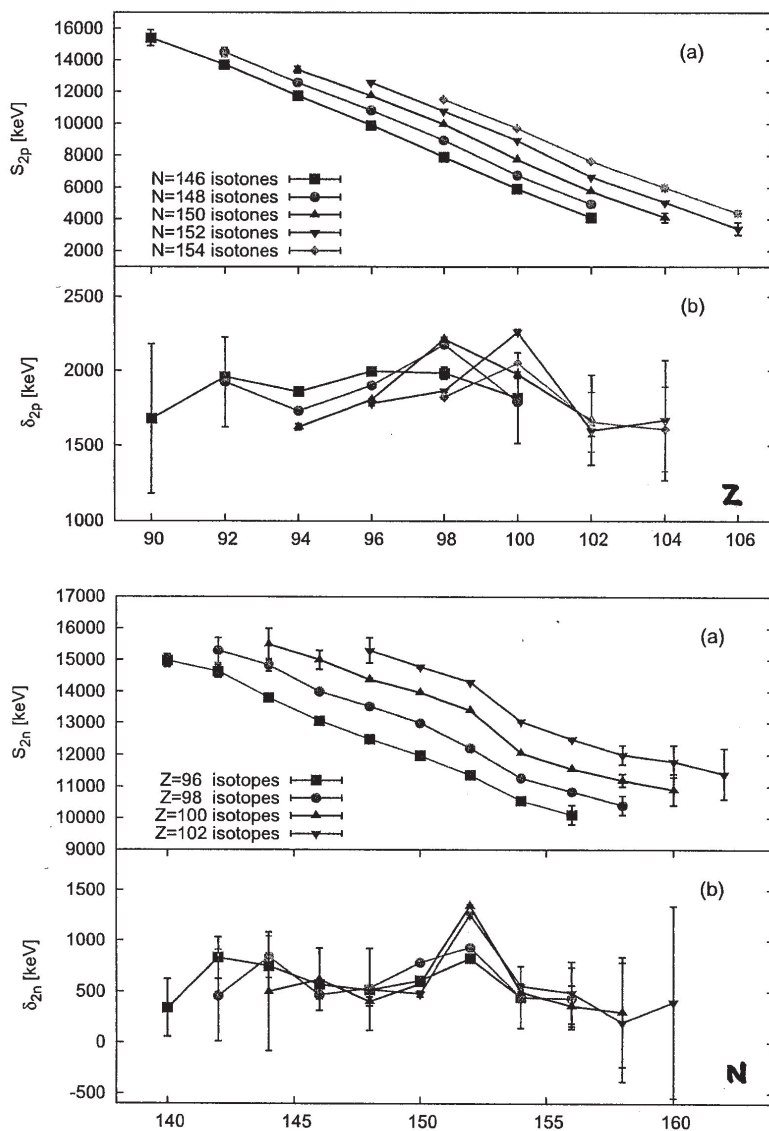 16000
14000
12000
10000
8000
6000
4000
2000
S2p [keV]
(a)
N=146 isotones
N=148 isotones
N=150 isotones
N=152 isotones
N=154 isotones
2500
2000
1500
1000
δ2p [keV]
(b)
Z
90 92 94 96 98 100 102 104 106
17000
16000
15000
14000
13000
12000
11000
10000
9000
S2n [keV]
(a)
Z=96 isotopes
Z=98 isotopes
Z=100 isotopes
Z=102 isotopes
1500
1000
500
0
-500
δ2n [keV]
(b)
N
140 145 150 155 160